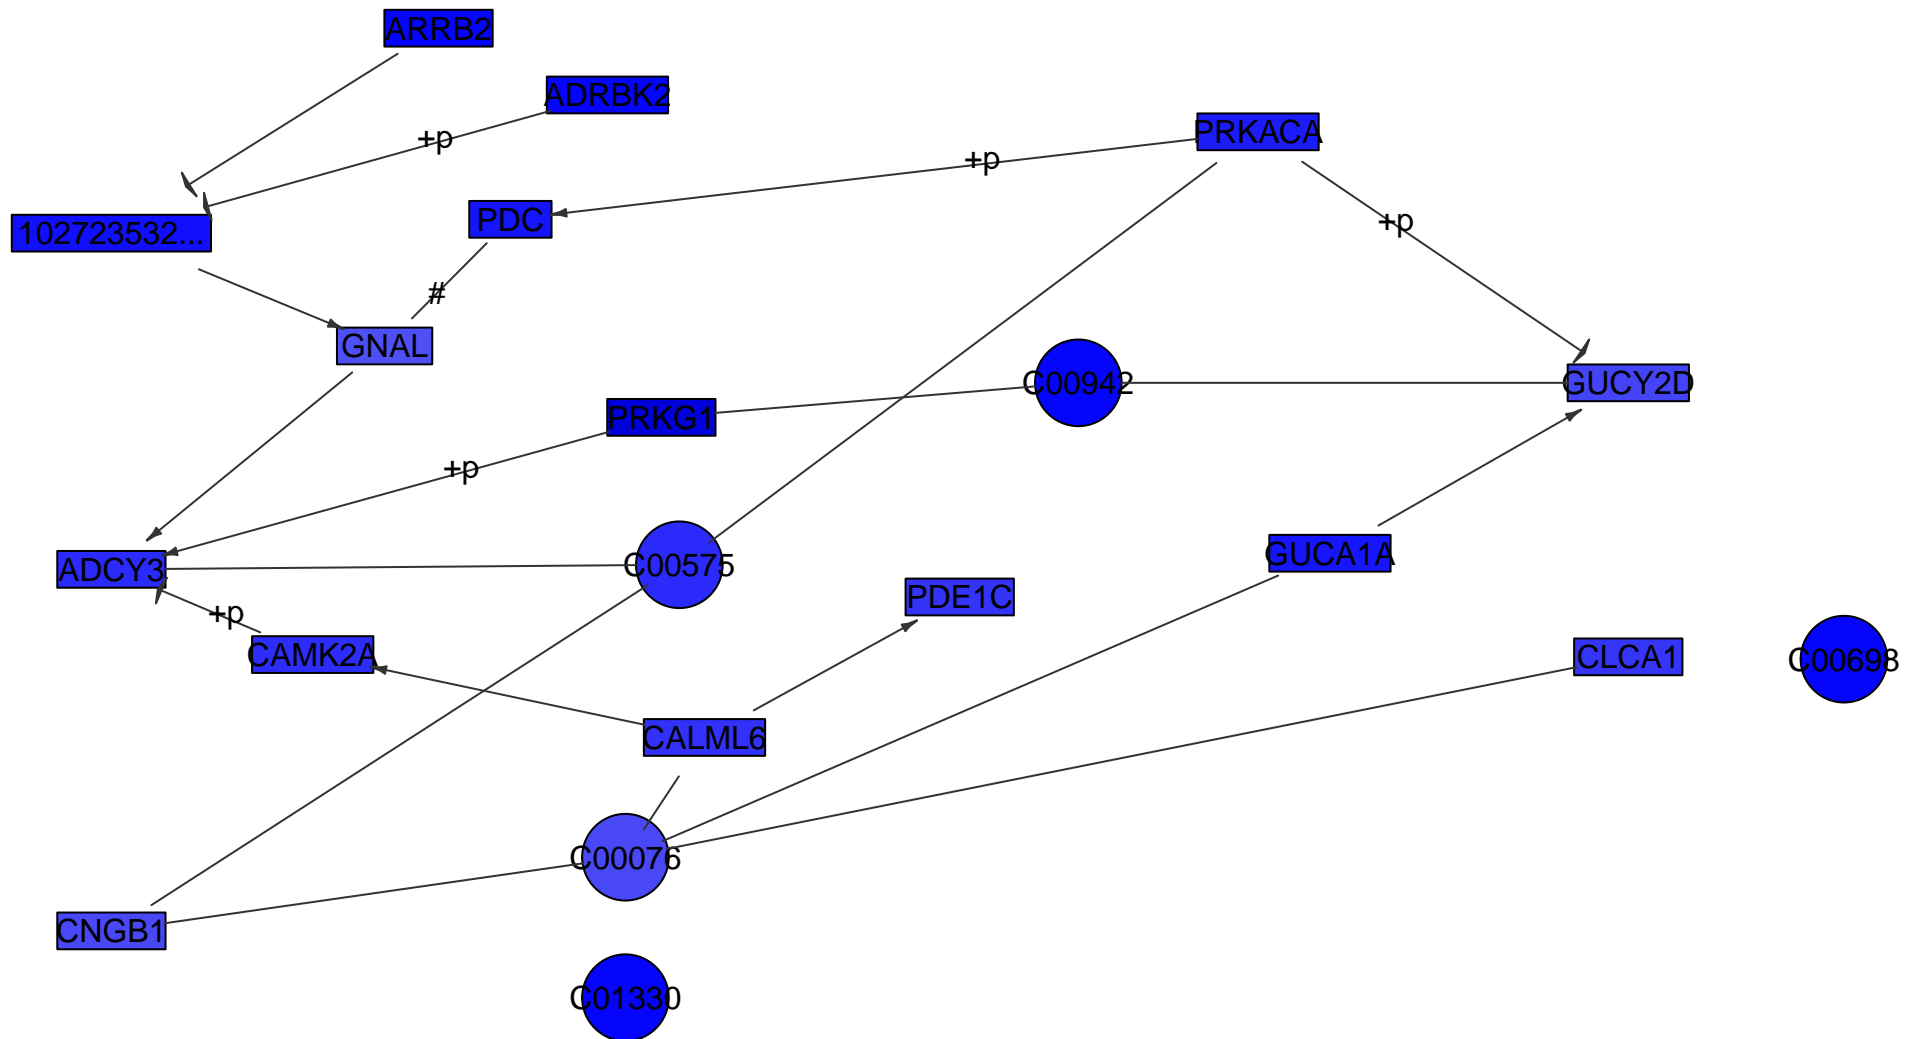 ARRB2
ADRBK2
PRKACA
+p
+p
102723532...
PDC
+p
#
GNAL
C00942
GUCY2D
PRKG1
+p
ADCY3
C00575
GUCA1A
PDE1C
+p
CAMK2A
CLCA1
C00698
CALML6
C00076
CNGB1
C01330